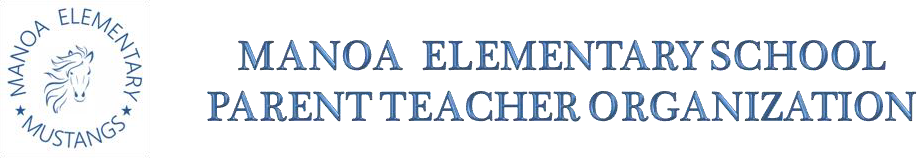 MANOA ELEMENTARY
MUSTANGS
MANOA ELEMENTARY SCHOOL
PARENT TEACHER ORGANIZATION